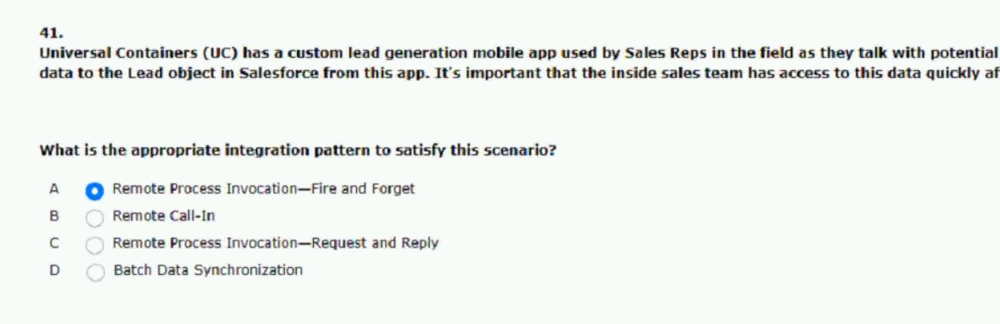 41.
Universal Containers (UC) has a custom lead generation mobile app used by Sales Reps in the field as they talk with potential
data to the Lead object in Salesforce from this app. It's important that the inside sales team has access to this data quickly af
What is the appropriate integration pattern to satisfy this scenario?
A Remote Process Invocation—Fire and Forget
B Remote Call-In
C Remote Process Invocation—Request and Reply
D Batch Data Synchronization